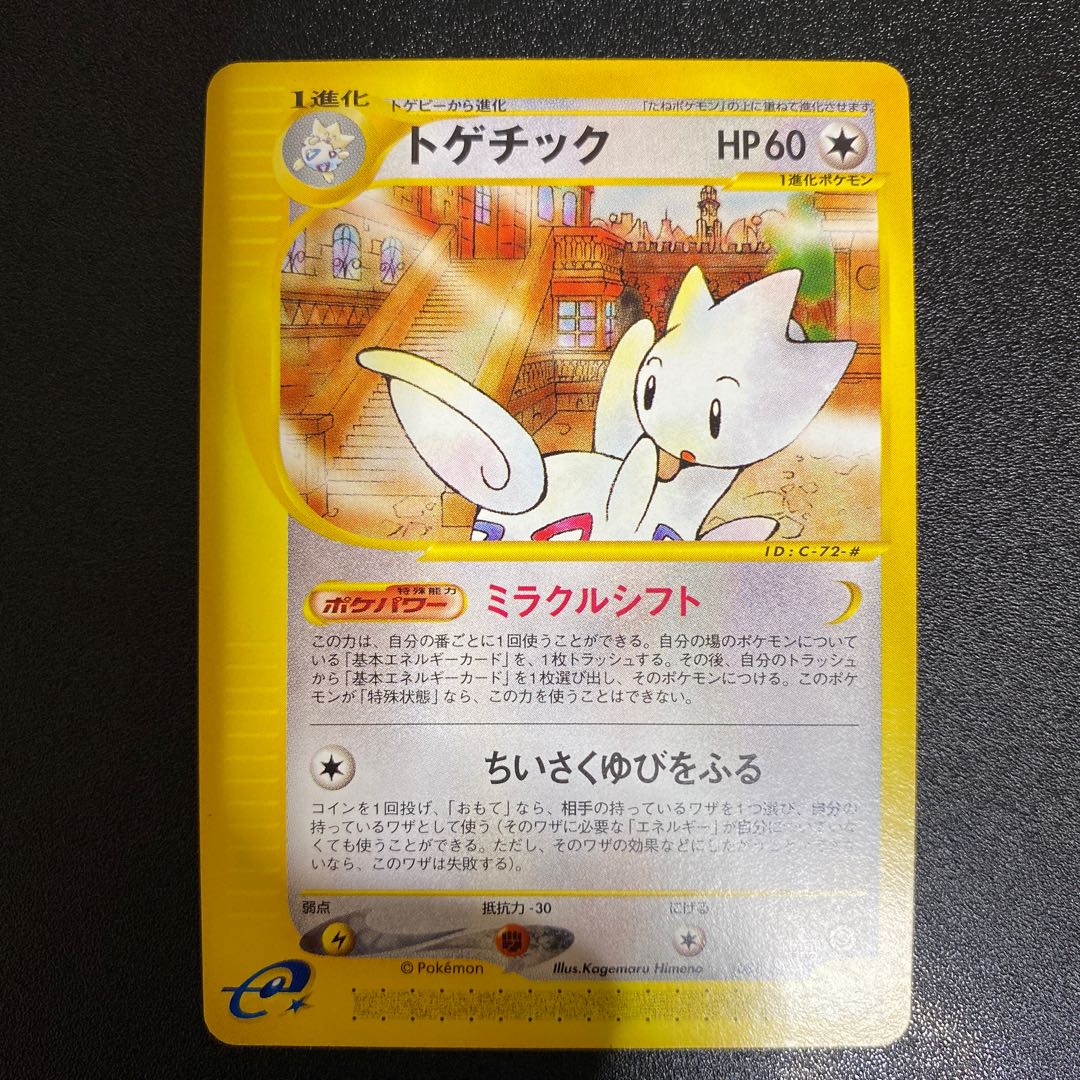 1進化
トゲピーから進化
「たねポケモン」の上に重ねて進化させます。
トゲチック
HP60
1進化ポケモン
ID:C-72-#
特殊能力
ポケパワー
ミラクルシフト
この力は、自分の番ごとに1回使うことができる。自分の場のポケモンについて
いる「基本エネルギーカード」を、1枚トラッシュする。その後、自分のトラッシュ
から「基本エネルギーカード」を1枚選び出し、そのポケモンにつける。このポケ
モンが「特殊状態」なら、この力を使うことはできない。
ちいさくゆびをふる
コインを1回投げ、「おもて」なら、相手の持っているワザを1つ選び、自分の
持っているワザとして使う(そのワザに必要な「エネルギー」が自分に
くても使うことができる。ただし、そのワザの効果などにした
いなら、このワザは失敗する)。
弱点
抵抗力 -30
にげる
© Pokémon
Illus.Kagemaru Himeno
e